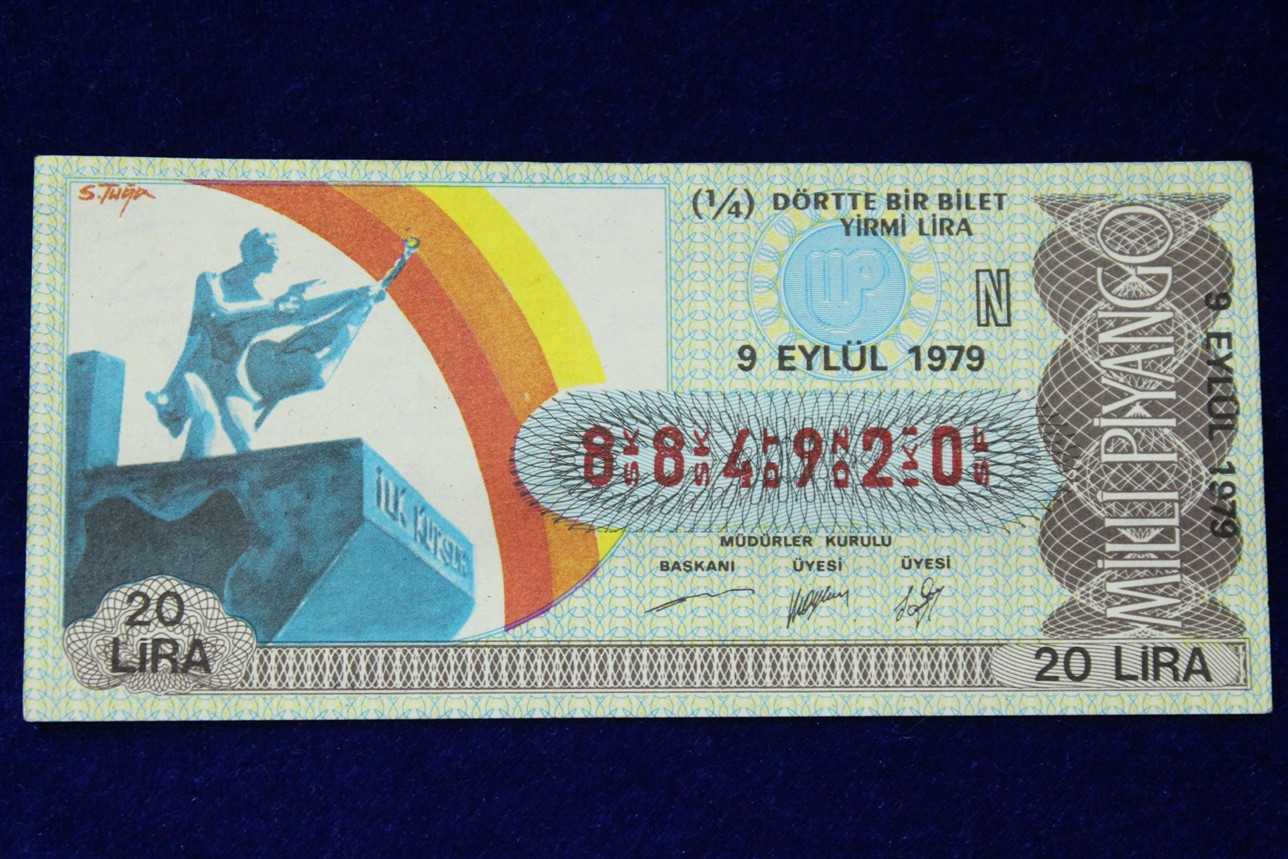 S. Tuğa
(1/4) DÖRTTE BİR BİLET
YİRMİ LİRA
N
9 EYLÜL 1979
884920
MÜDÜRLER KURULU
BAŞKANI ÜYESİ ÜYESİ
İLK KURŞUN
20
LİRA
20 LİRA
MİLLİ PİYANGO
9 EYLÜL 1979